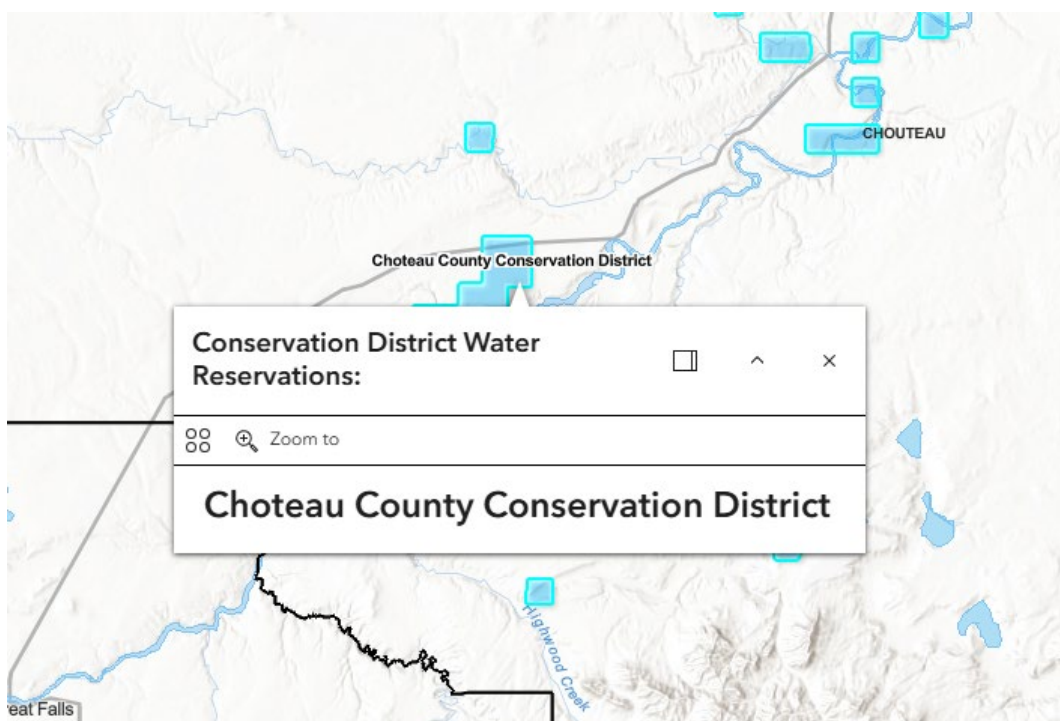 CHOUTEAU
Choteau County Conservation District
Conservation District Water
Reservations:
Zoom to
Choteau County Conservation District
Highwood Creek
eat Falls